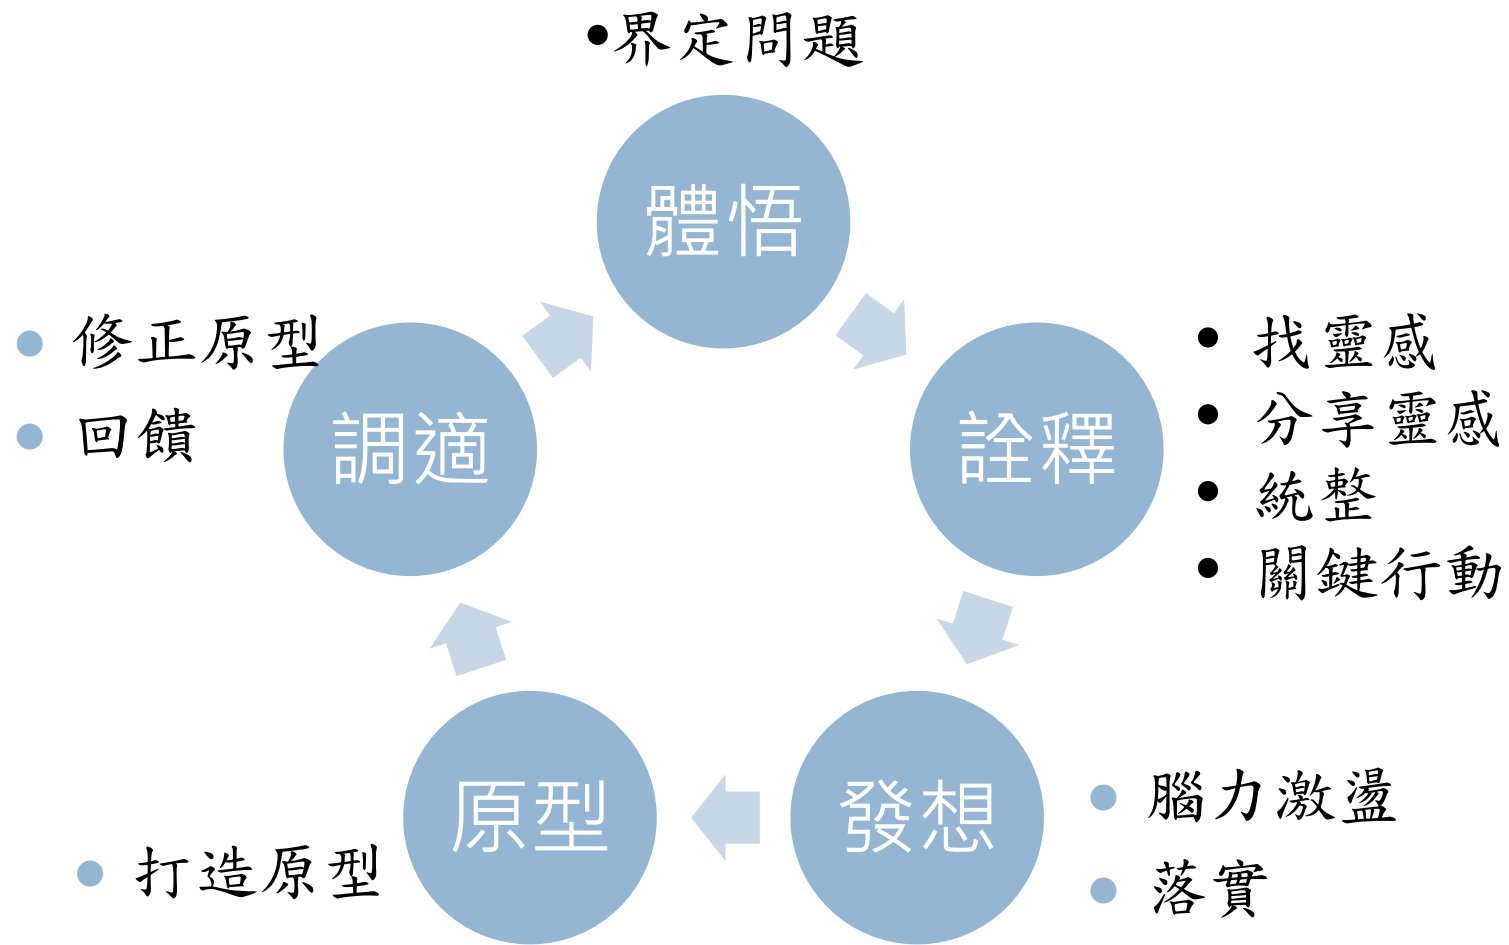 •界定問題
體悟
詮釋
• 找靈感
• 分享靈感
• 統整
• 關鍵行動
發想
• 腦力激盪
• 落實
原型
• 打造原型
調適
• 修正原型
• 回饋